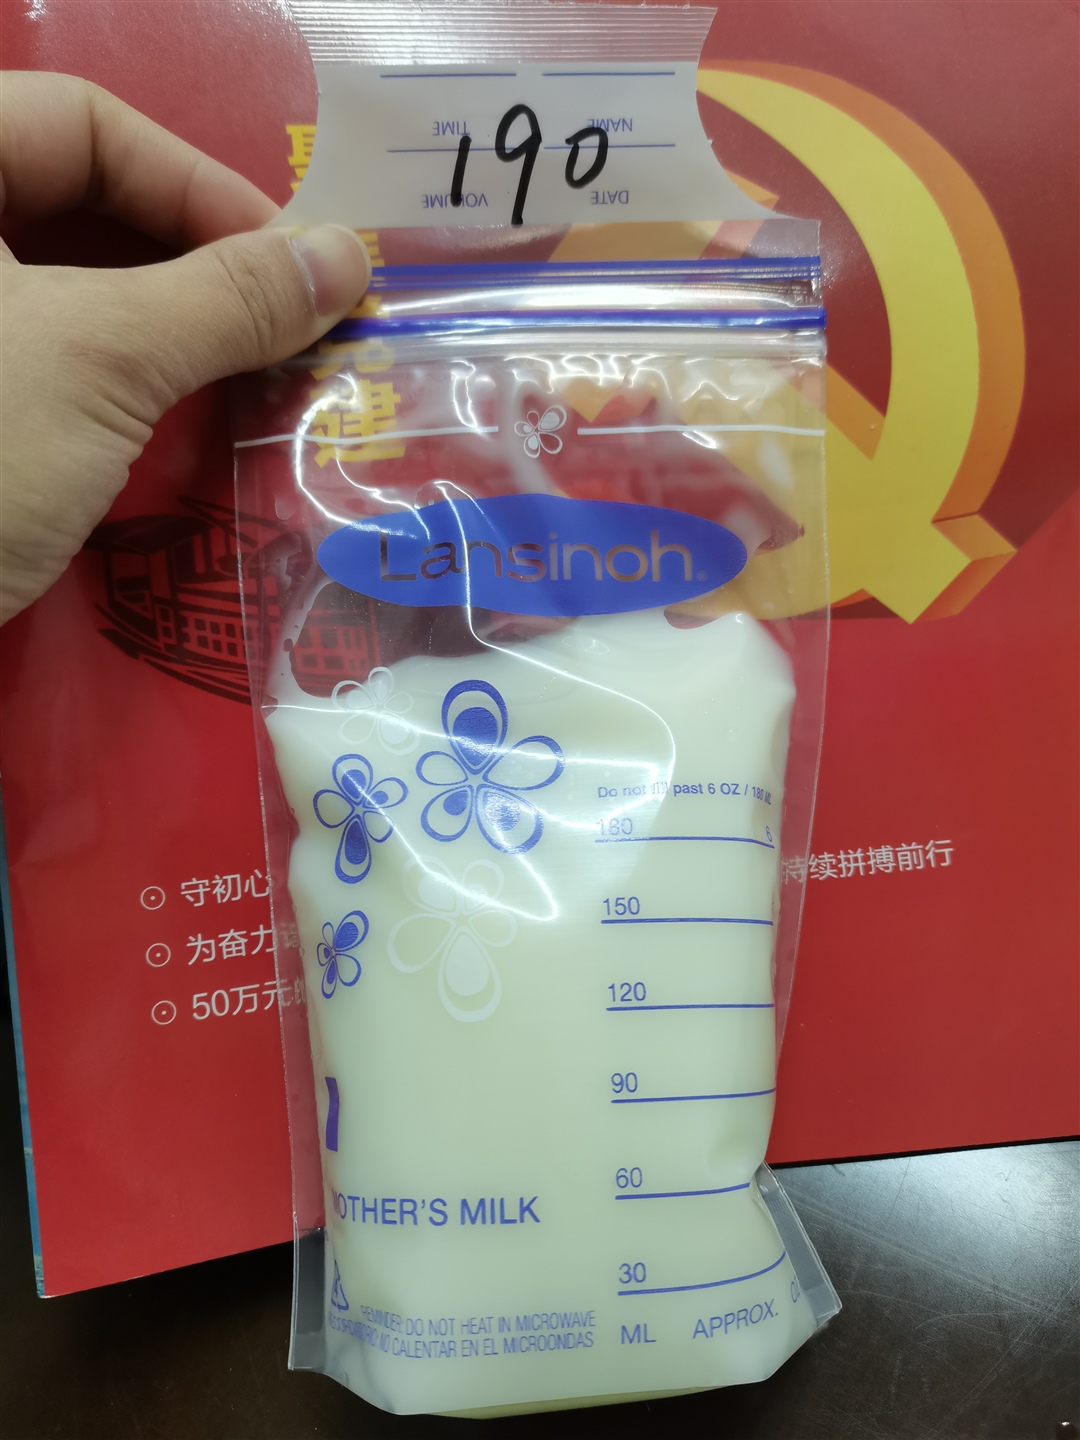 TIME NAME
190
VOLUME DATE
建
Lansinoh®
Do not fill past 6 OZ / 180 ML
180 6
150
120
90
60
30
ML APPROX.
MOTHER'S MILK
REMINDER: DO NOT HEAT IN MICROWAVE
NO CALENTAR EN EL MICROONDAS
守初心
为奋力
50万元
持续拼搏前行